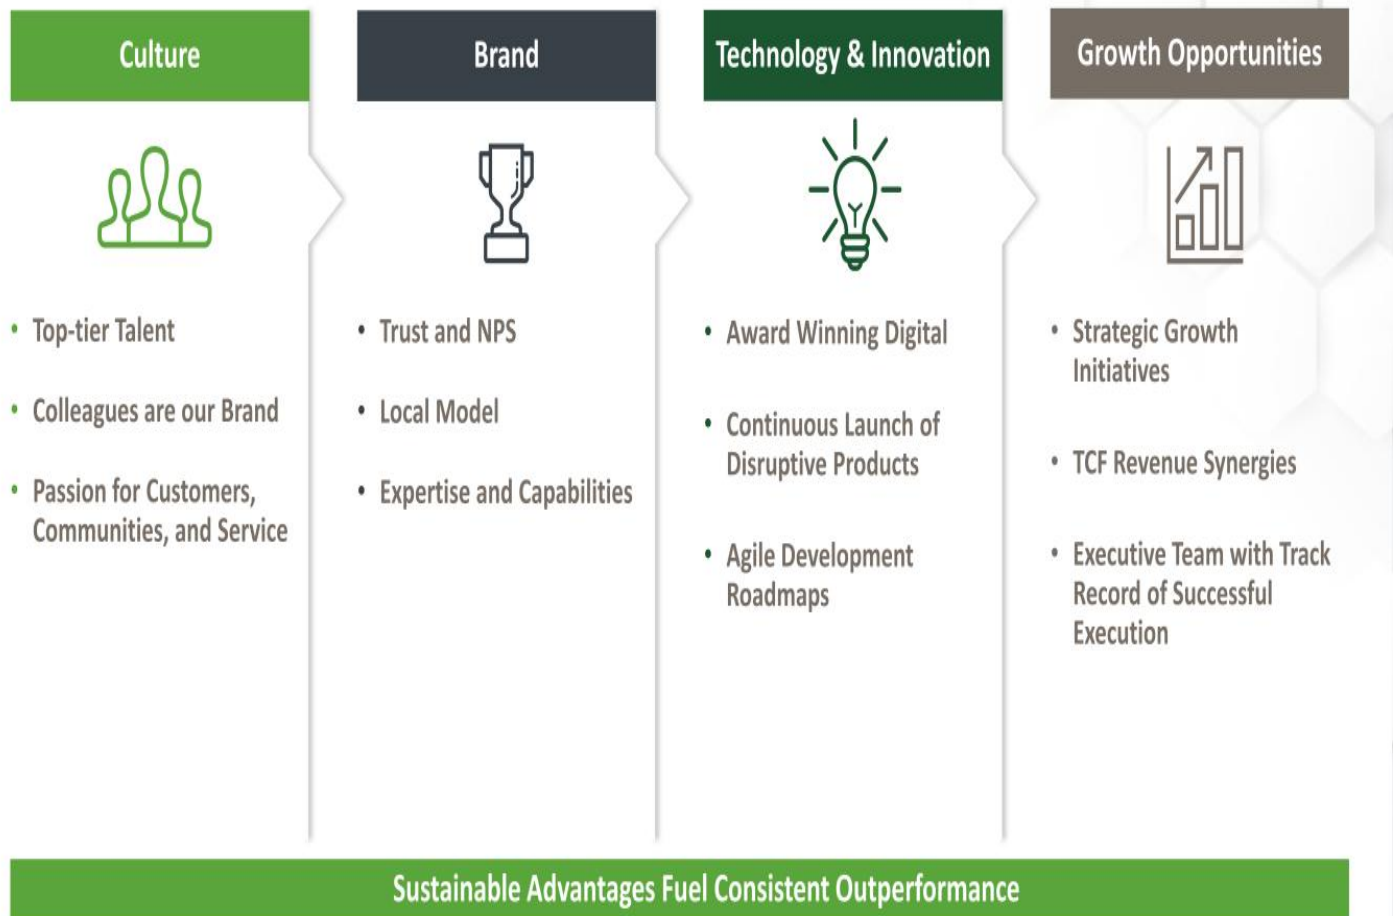 Culture
• Top-tier Talent
• Colleagues are our Brand
• Passion for Customers,
Communities, and Service
Brand
• Trust and NPS
• Local Model
• Expertise and Capabilities
Technology & Innovation
• Award Winning Digital
• Continuous Launch of
Disruptive Products
• Agile Development
Roadmaps
Growth Opportunities
• Strategic Growth
Initiatives
• TCF Revenue Synergies
• Executive Team with Track
Record of Successful
Execution
Sustainable Advantages Fuel Consistent Outperformance